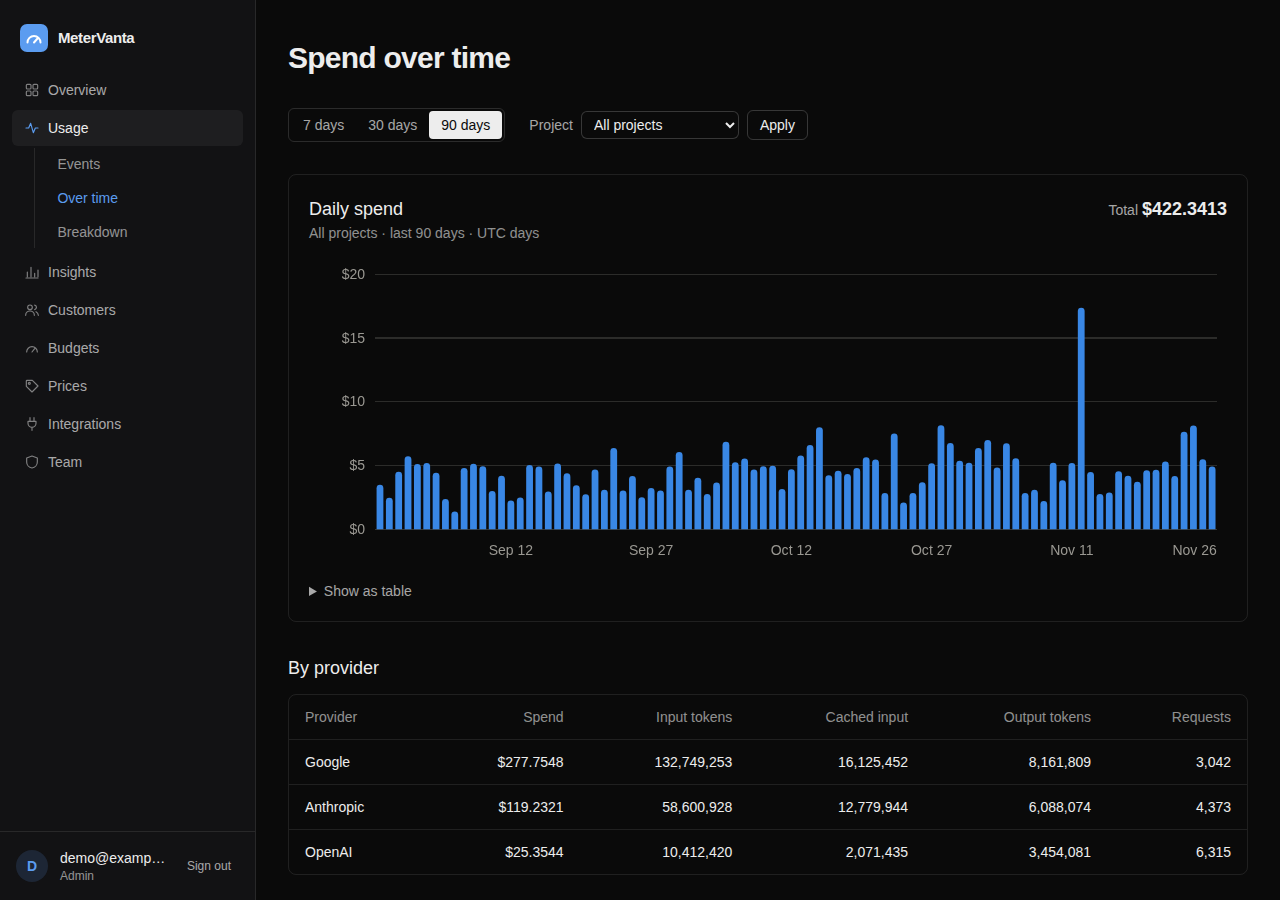 MeterVanta
Overview
Usage
Events
Over time
Breakdown
Insights
Customers
Budgets
Prices
Integrations
Team
D
demo@examp…
Admin
Sign out
Spend over time
7 days 30 days 90 days Project All projects Apply
Daily spend
Total $422.3413
All projects · last 90 days · UTC days
$20
$15
$10
$5
$0
Sep 12 Sep 27 Oct 12 Oct 27 Nov 11 Nov 26
Show as table
By provider
Provider Spend Input tokens Cached input Output tokens Requests
Google $277.7548 132,749,253 16,125,452 8,161,809 3,042
Anthropic $119.2321 58,600,928 12,779,944 6,088,074 4,373
OpenAI $25.3544 10,412,420 2,071,435 3,454,081 6,315